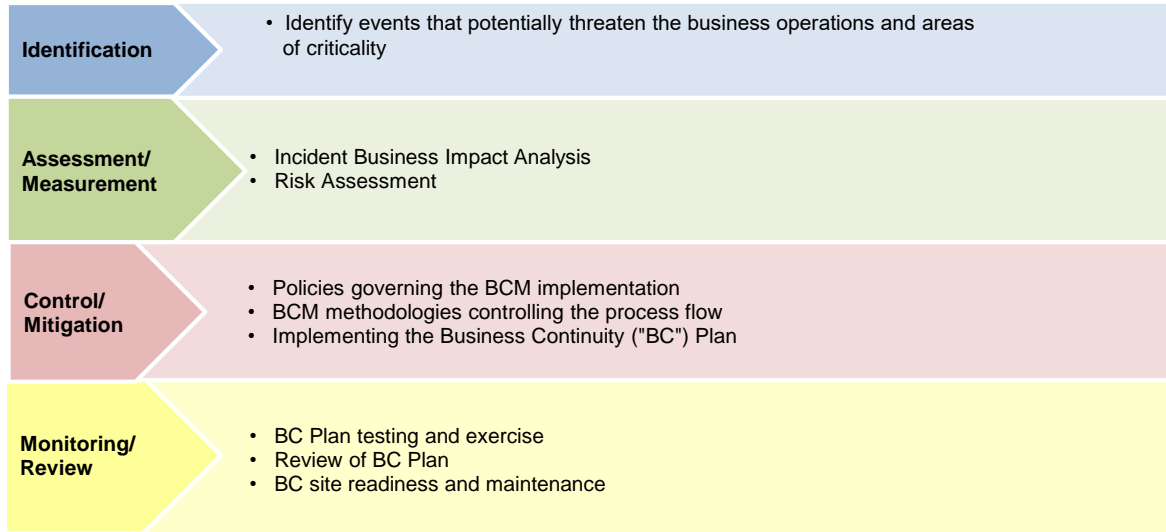 Identification
• Identify events that potentially threaten the business operations and areas
of criticality
Assessment/
Measurement
• Incident Business Impact Analysis
• Risk Assessment
Control/
Mitigation
• Policies governing the BCM implementation
• BCM methodologies controlling the process flow
• Implementing the Business Continuity ("BC") Plan
Monitoring/
Review
• BC Plan testing and exercise
• Review of BC Plan
• BC site readiness and maintenance